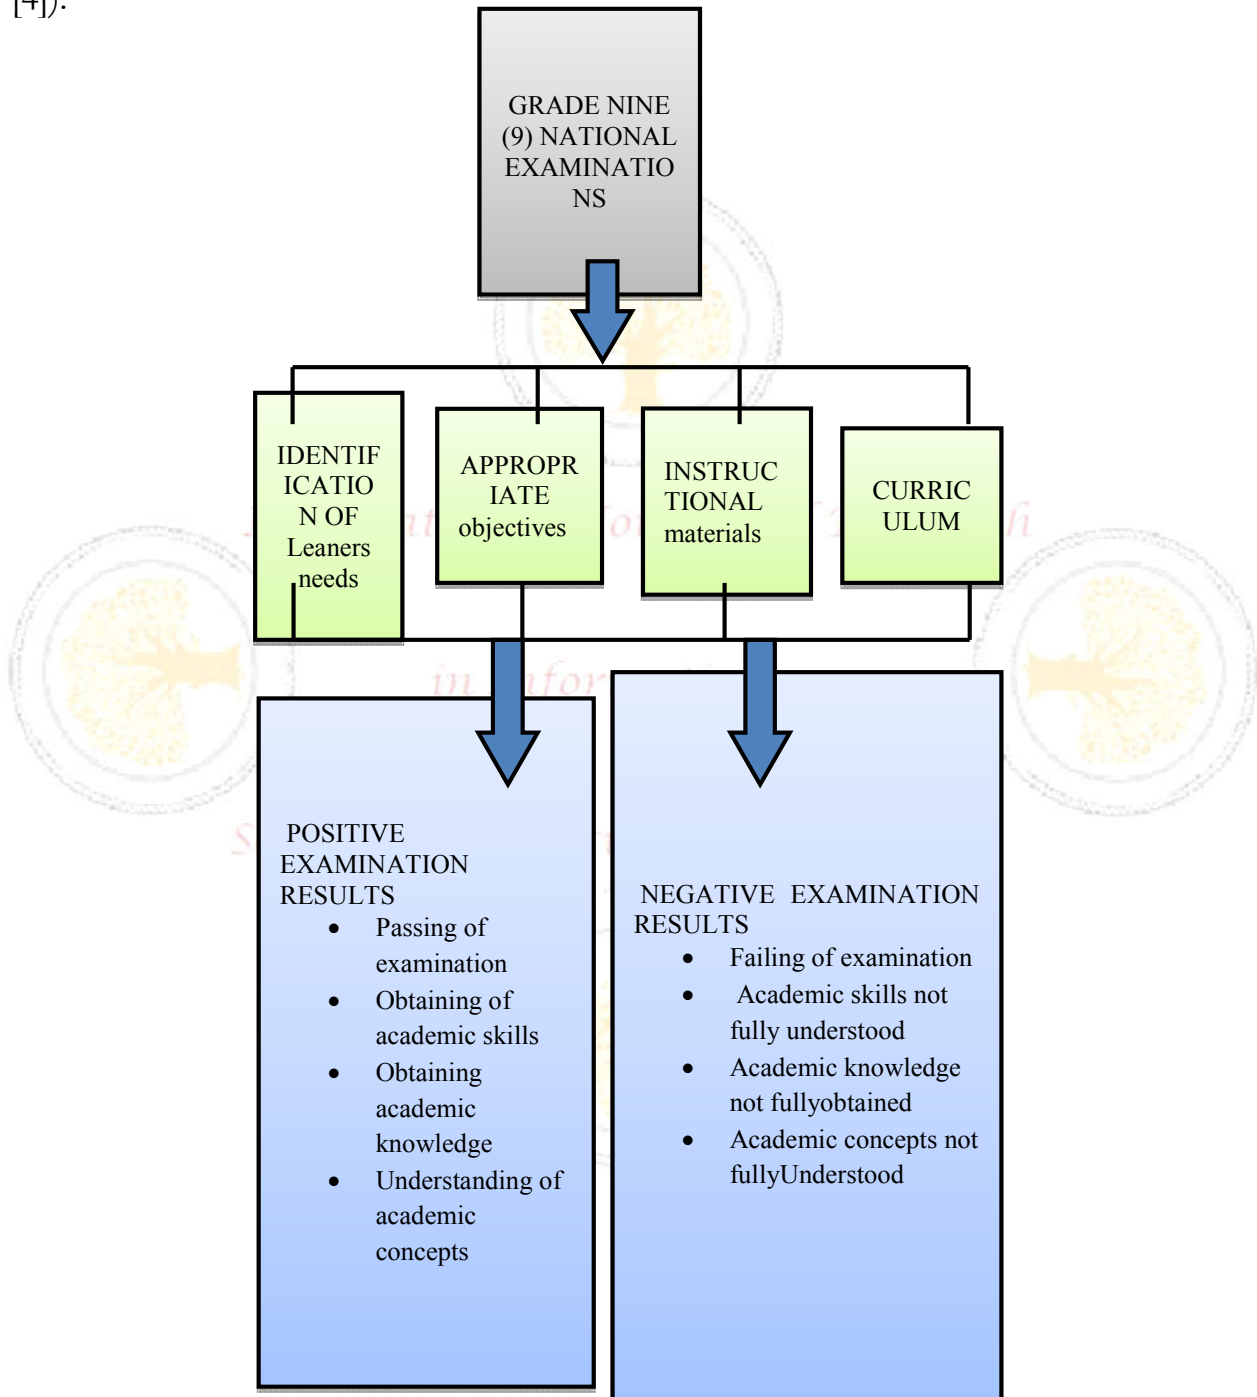 [4]).
GRADE NINE
(9) NATIONAL
EXAMINATIO
NS
IDENTIF
ICATIO
N OF
Leaners
needs
APPROPR
IATE
objectives
INSTRUC
TIONAL
materials
CURRIC
ULUM
POSITIVE
EXAMINATION
RESULTS
• Passing of
examination
• Obtaining of
academic skills
• Obtaining
academic
knowledge
• Understanding of
academic
concepts
NEGATIVE EXAMINATION
RESULTS
• Failing of examination
• Academic skills not
fully understood
• Academic knowledge
not fullyobtained
• Academic concepts not
fullyUnderstood